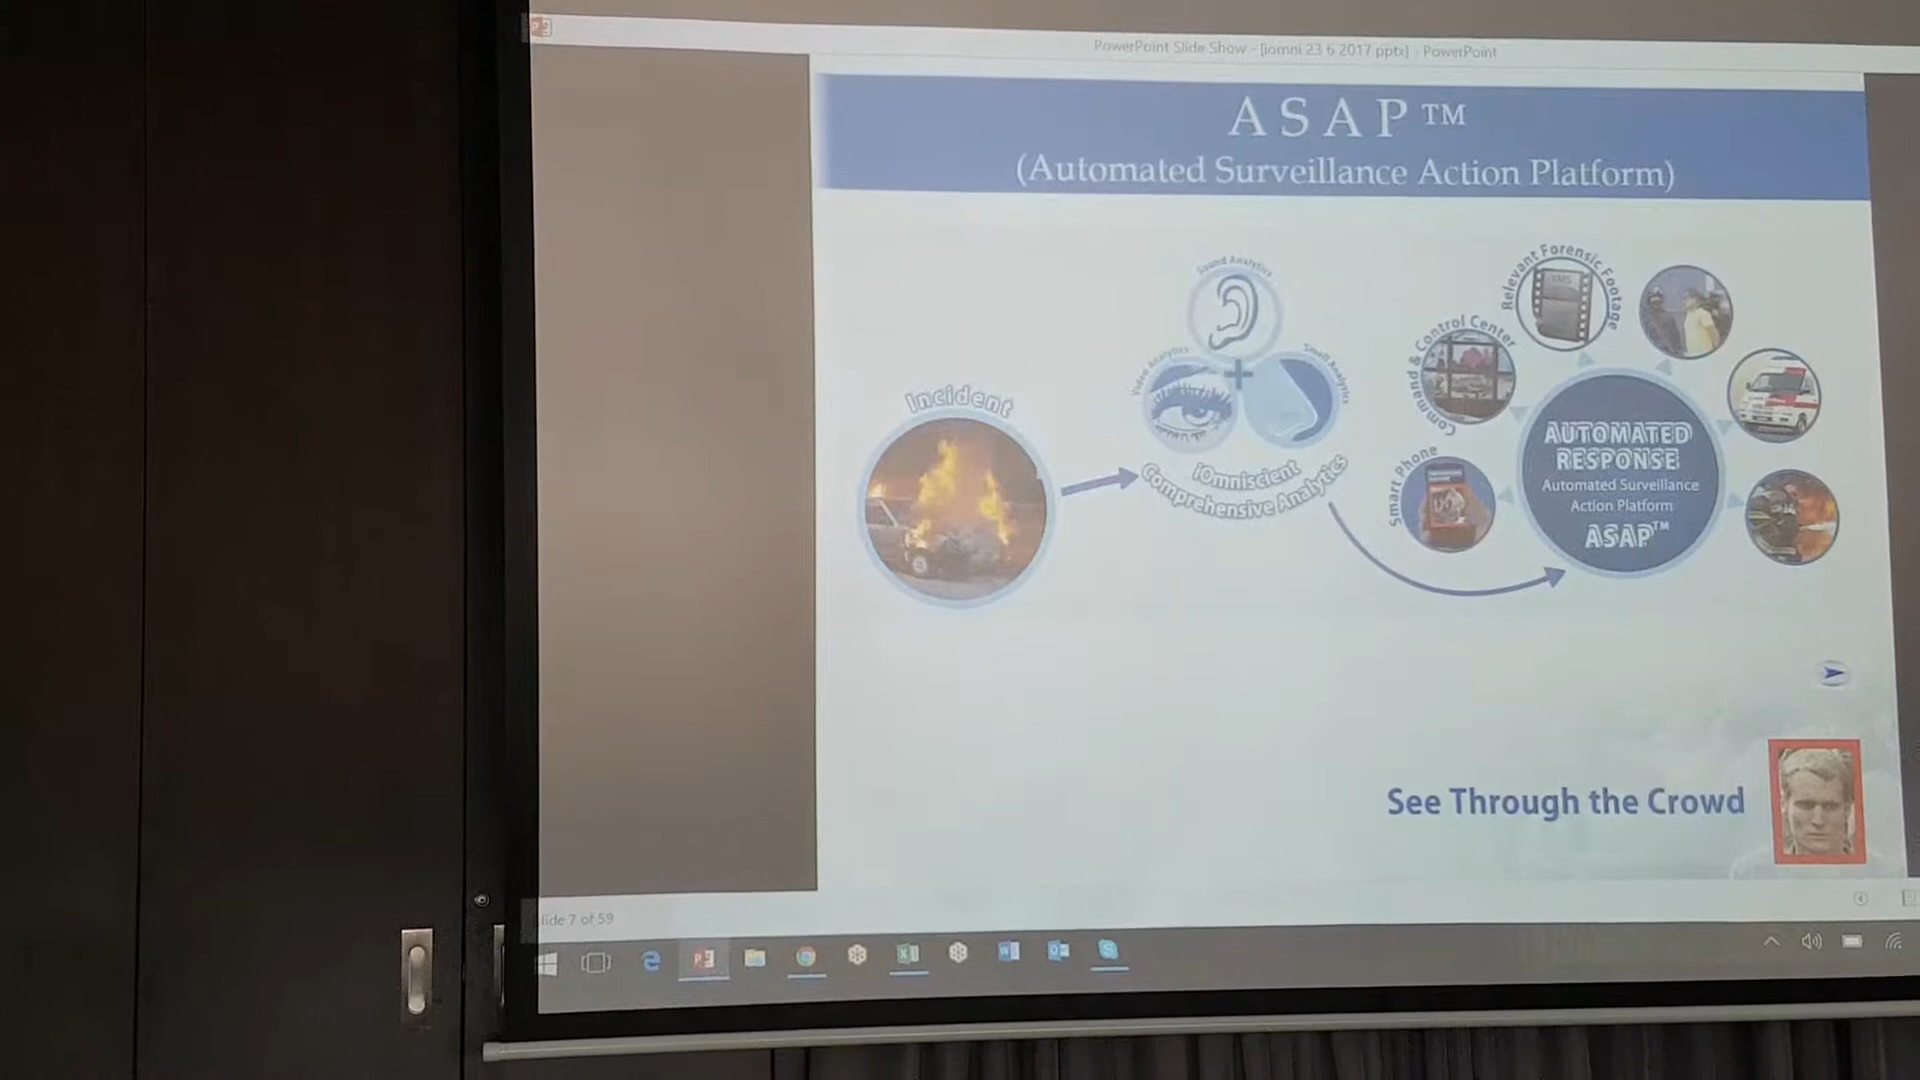 PowerPoint Slide Show - [iomni 23 6 2017 pptx] - PowerPoint
ASAP™
(Automated Surveillance Action Platform)
Incident
Sound Analytics
Video Analytics
Smell Analytics
iOmniscient
Comprehensive Analytics
Smart Phone
Command & Control Center
Relevant Forensic Footage
VMS
AUTOMATED
RESPONSE
Automated Surveillance
Action Platform
ASAP™
See Through the Crowd
lide 7 of 59